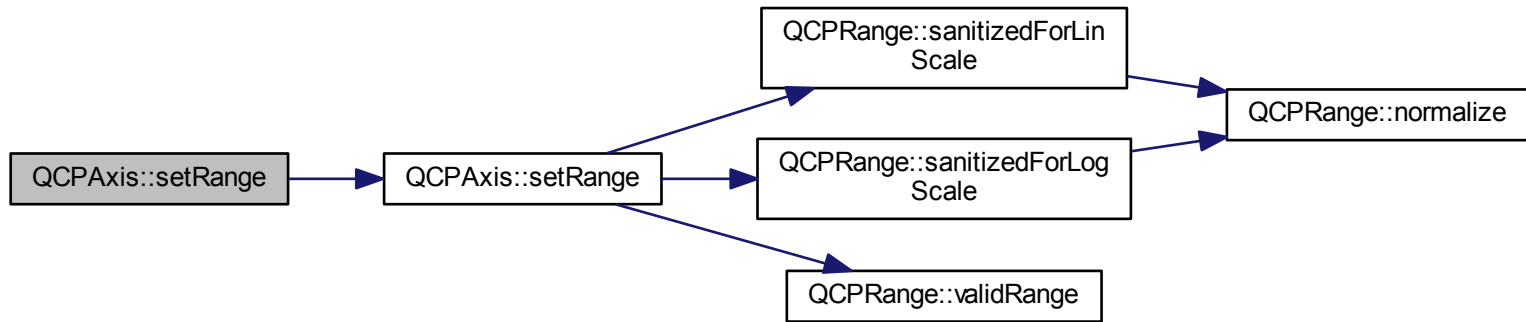 QCPAxis::setRange
QCPAxis::setRange
QCPRange::sanitizedForLin
Scale
QCPRange::sanitizedForLog
Scale
QCPRange::validRange
QCPRange::normalize